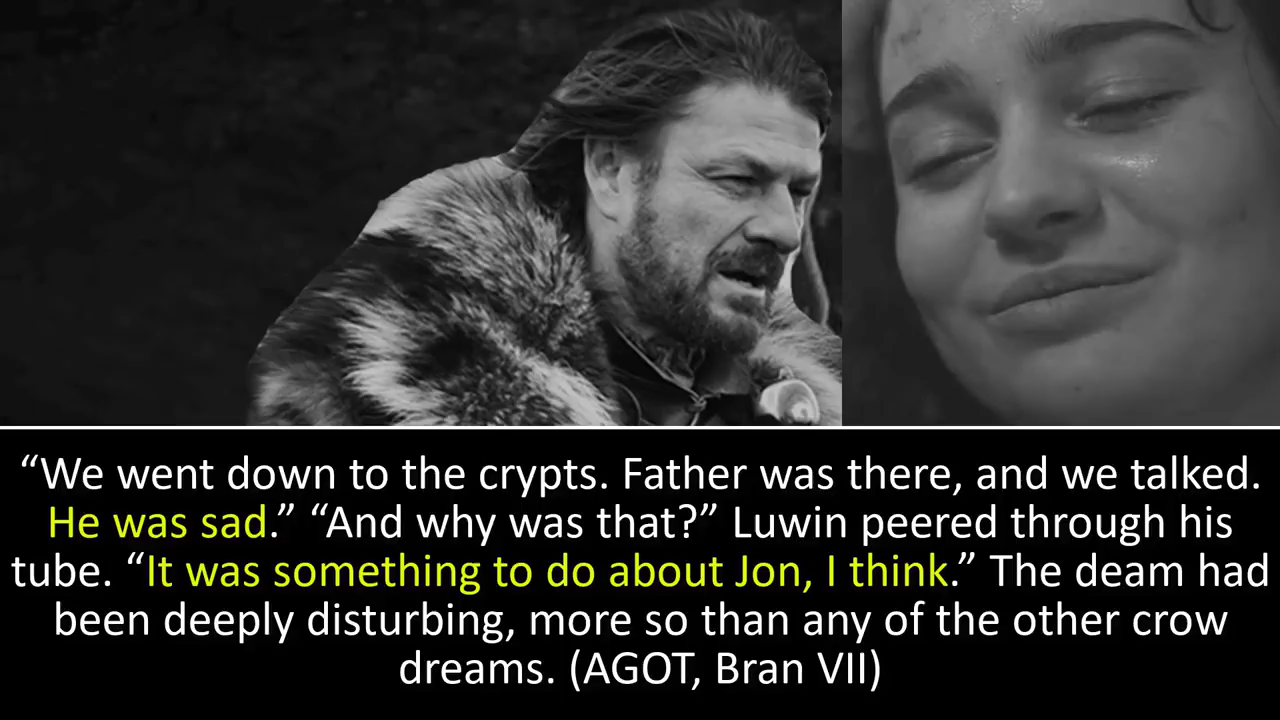 “We went down to the crypts. Father was there, and we talked.
He was sad.” “And why was that?” Luwin peered through his
tube. “It was something to do about Jon, I think.” The deam had
been deeply disturbing, more so than any of the other crow
dreams. (AGOT, Bran VII)